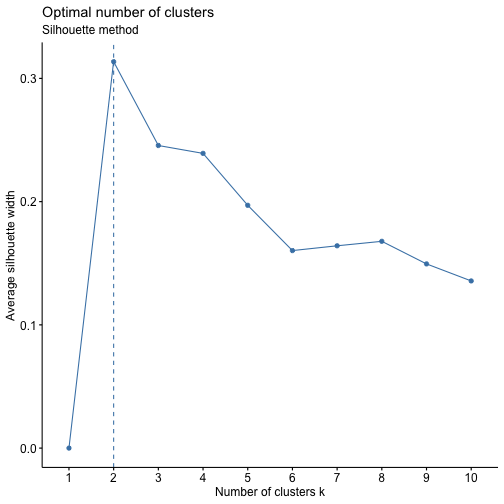 Optimal number of clusters
Silhouette method
Average silhouette width
0.3
0.2
0.1
0.0
1 2 3 4 5 6 7 8 9 10
Number of clusters k